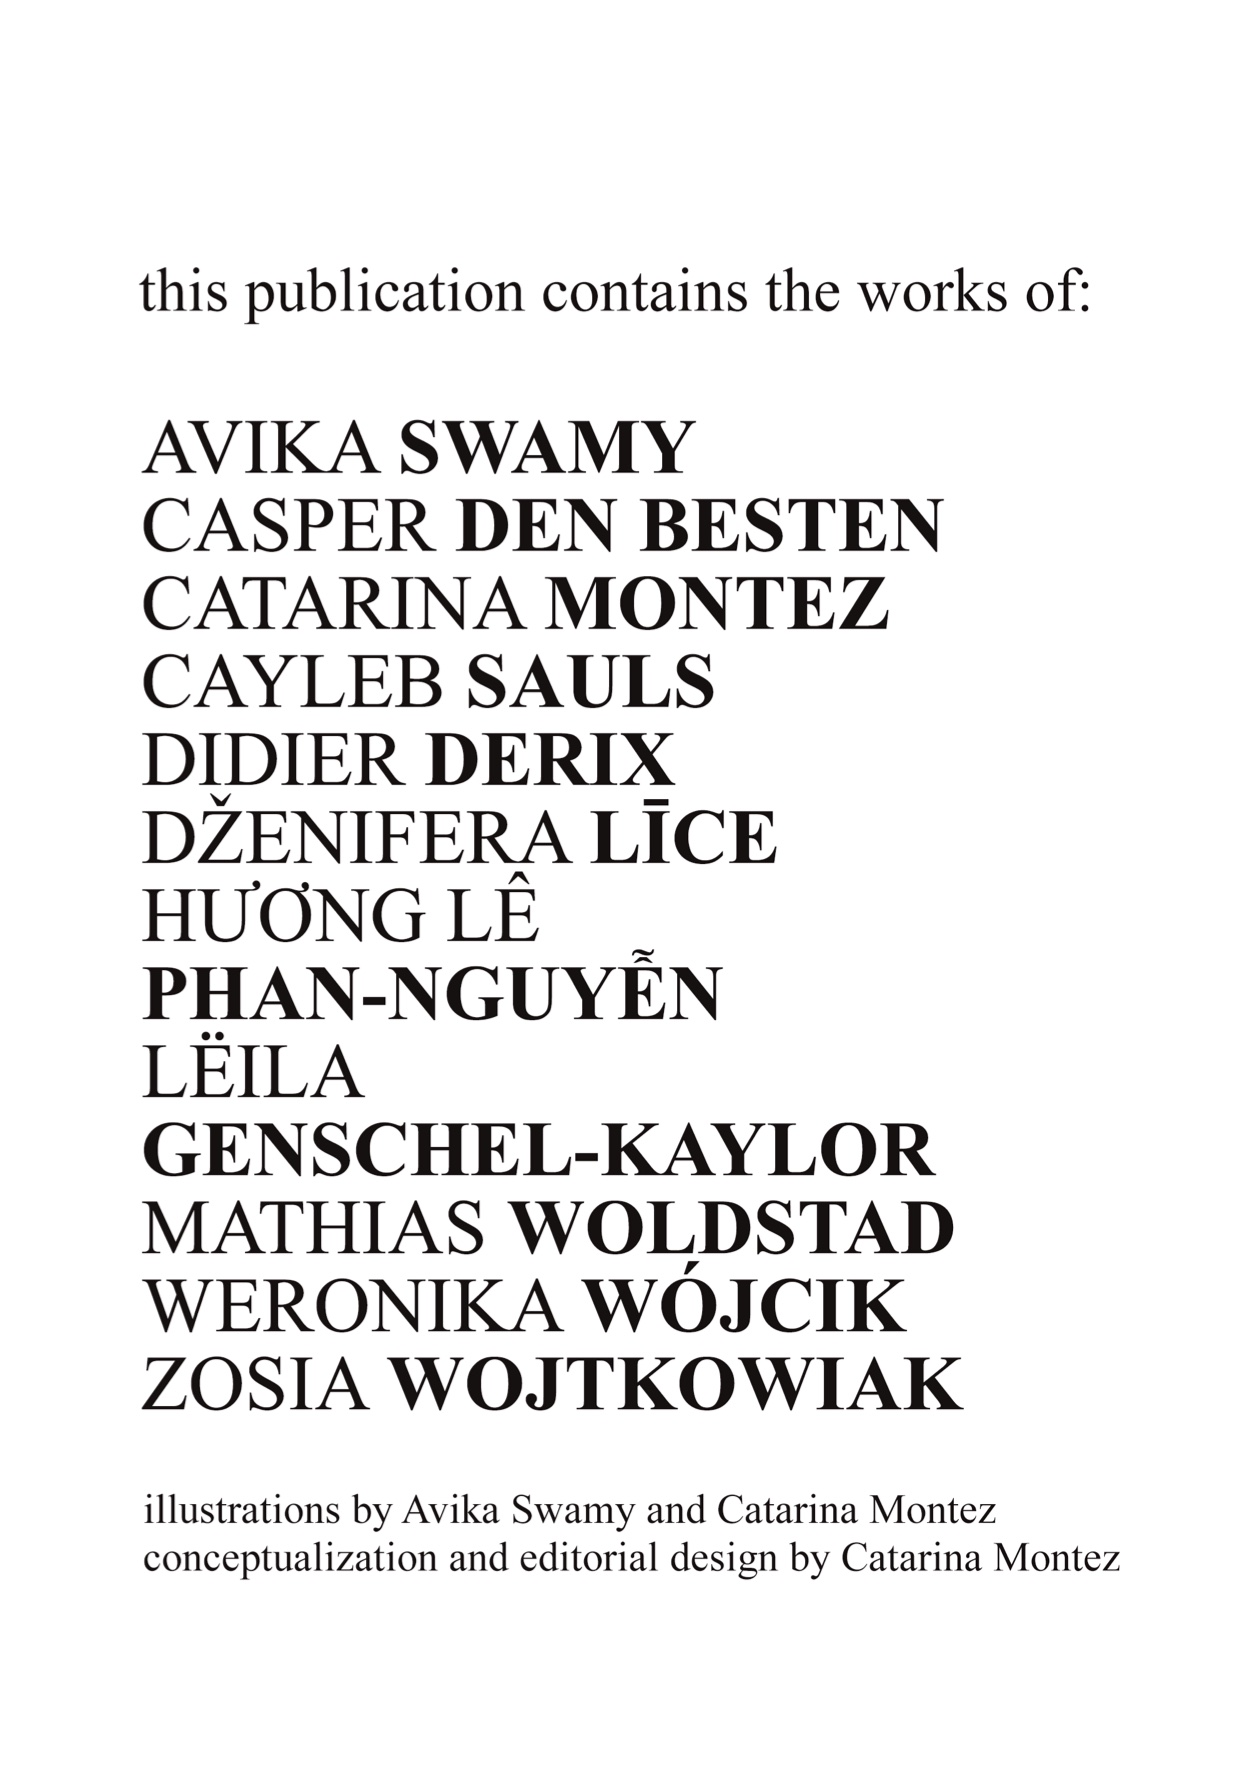 this publication contains the works of:
AVIKA SWAMY
CASPER DEN BESTEN
CATARINA MONTEZ
CAYLEB SAULS
DIDIER DERIX
DŽENIFERA LĪCE
HƯƠNG LÊ
PHAN-NGUYỄN
LËILA
GENSCHEL-KAYLOR
MATHIAS WOLDSTAD
WERONIKA WÓJCIK
ZOSIA WOJTKOWIAK
illustrations by Avika Swamy and Catarina Montez
conceptualization and editorial design by Catarina Montez